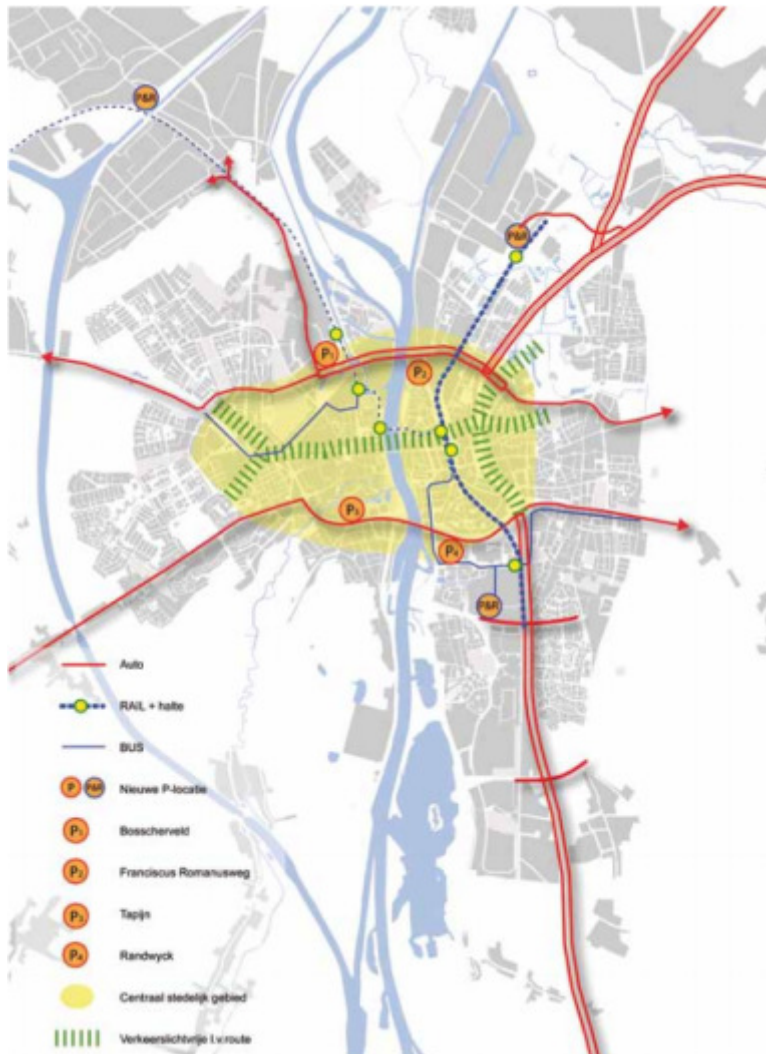 P&R
P&R
P₁
P₂
P₃
P₄
P&R
Auto
RAIL + halte
BUS
P P&R Nieuwe P-locatie
P₁ Bosscherveld
P₂ Franciscus Romanusweg
P₃ Tapijn
P₄ Randwyck
Centraal stedelijk gebied
Verkeerslichtvrije l.v.route